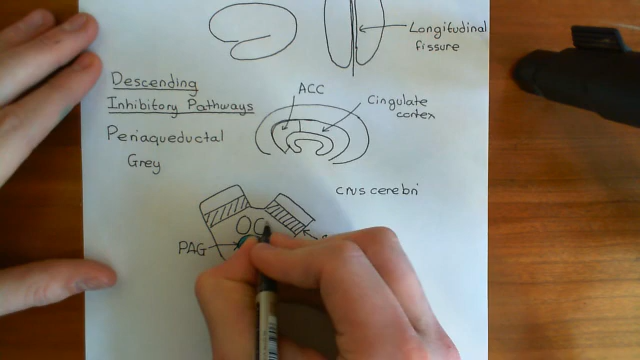 Longitudinal
fissure
Descending
Inhibitory Pathways
Periaqueductal
Grey
ACC
Cingulate
cortex
crus cerebri
PAG